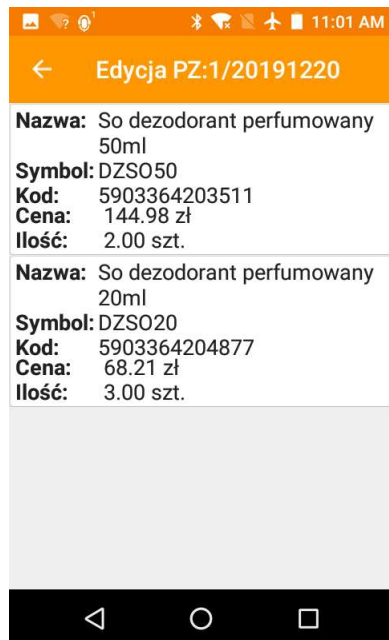 11:01 AM
Edycja PZ:1/20191220
Nazwa: So dezodorant perfumowany
50ml
Symbol: DZSO50
Kod: 5903364203511
Cena: 144.98 zł
Ilość: 2.00 szt.
Nazwa: So dezodorant perfumowany
20ml
Symbol: DZSO20
Kod: 5903364204877
Cena: 68.21 zł
Ilość: 3.00 szt.